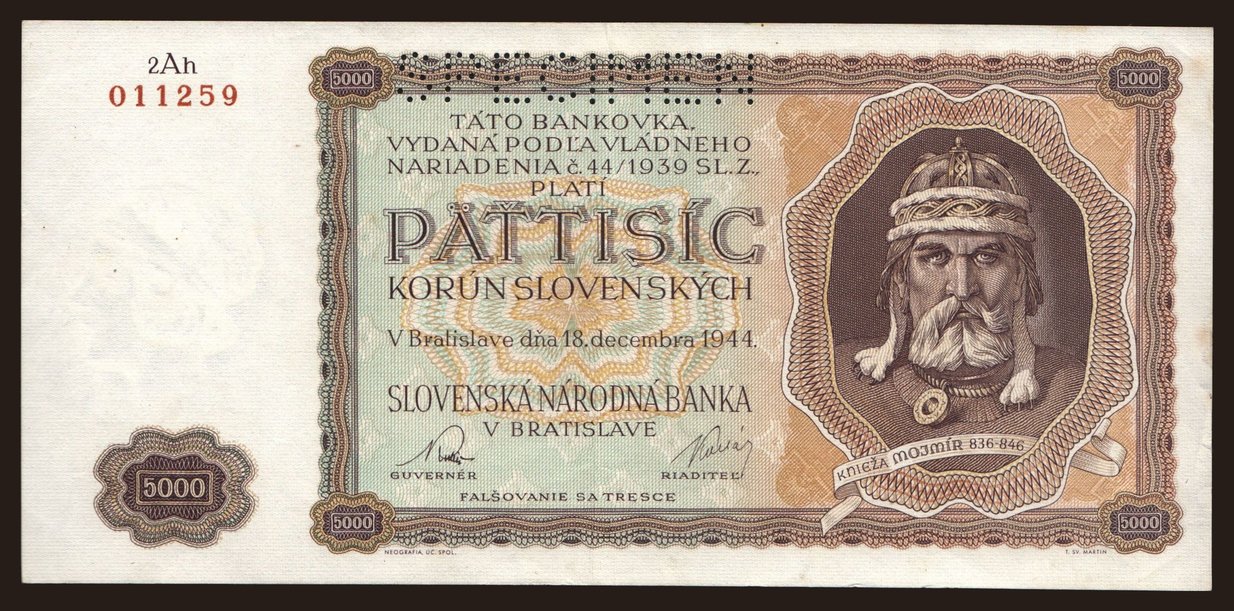 2Ah
011259
5000
SPECIMEN
5000
TÁTO BANKOVKA,
VYDANÁ PODĽA VLÁDNEHO
NARIADENIA č. 44/1939 SL. Z.,
PLATÍ
PÄŤTISÍC
KORÚN SLOVENSKÝCH
V Bratislave dňa 18. decembra 1944.
SLOVENSKÁ NÁRODNÁ BANKA
V BRATISLAVE
GUVERNÉR RIADITEĽ
FALŠOVANIE SA TRESCE
KNIEŽA MOJMÍR 836-846
5000
5000
5000
NEOGRAFIA, ÚČ. SPOL.
T. SV. MARTIN